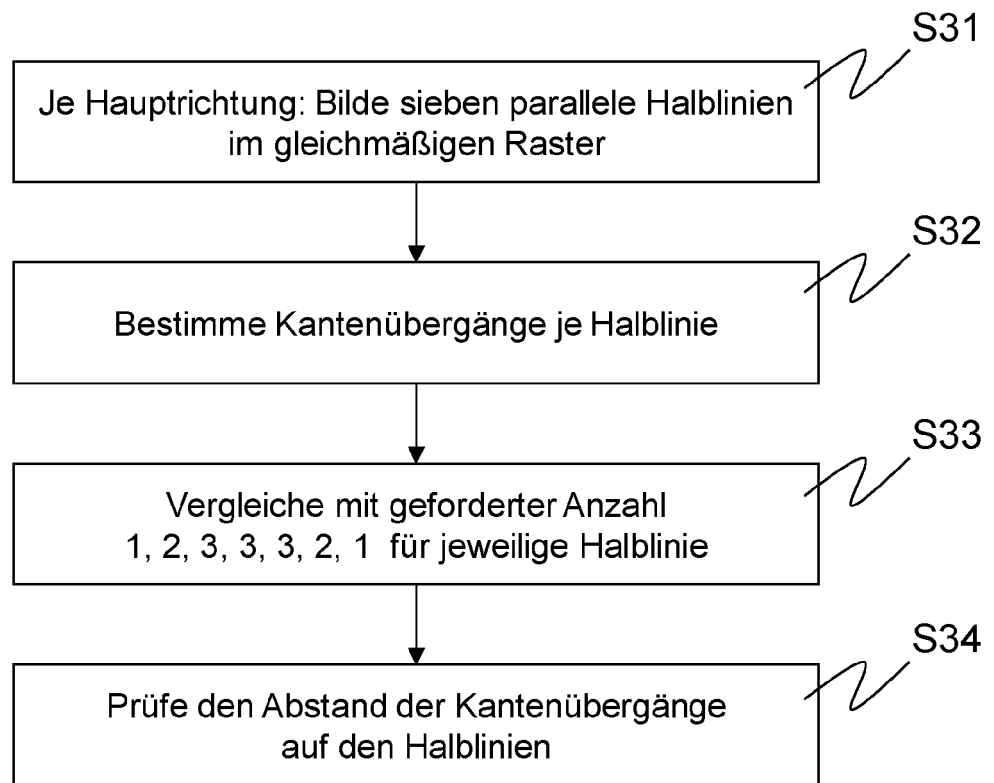 S31
Je Hauptrichtung: Bilde sieben parallele Halblinien
im gleichmäßigen Raster
S32
Bestimme Kantenübergänge je Halblinie
S33
Vergleiche mit geforderter Anzahl
1, 2, 3, 3, 3, 2, 1 für jeweilige Halblinie
S34
Prüfe den Abstand der Kantenübergänge
auf den Halblinien